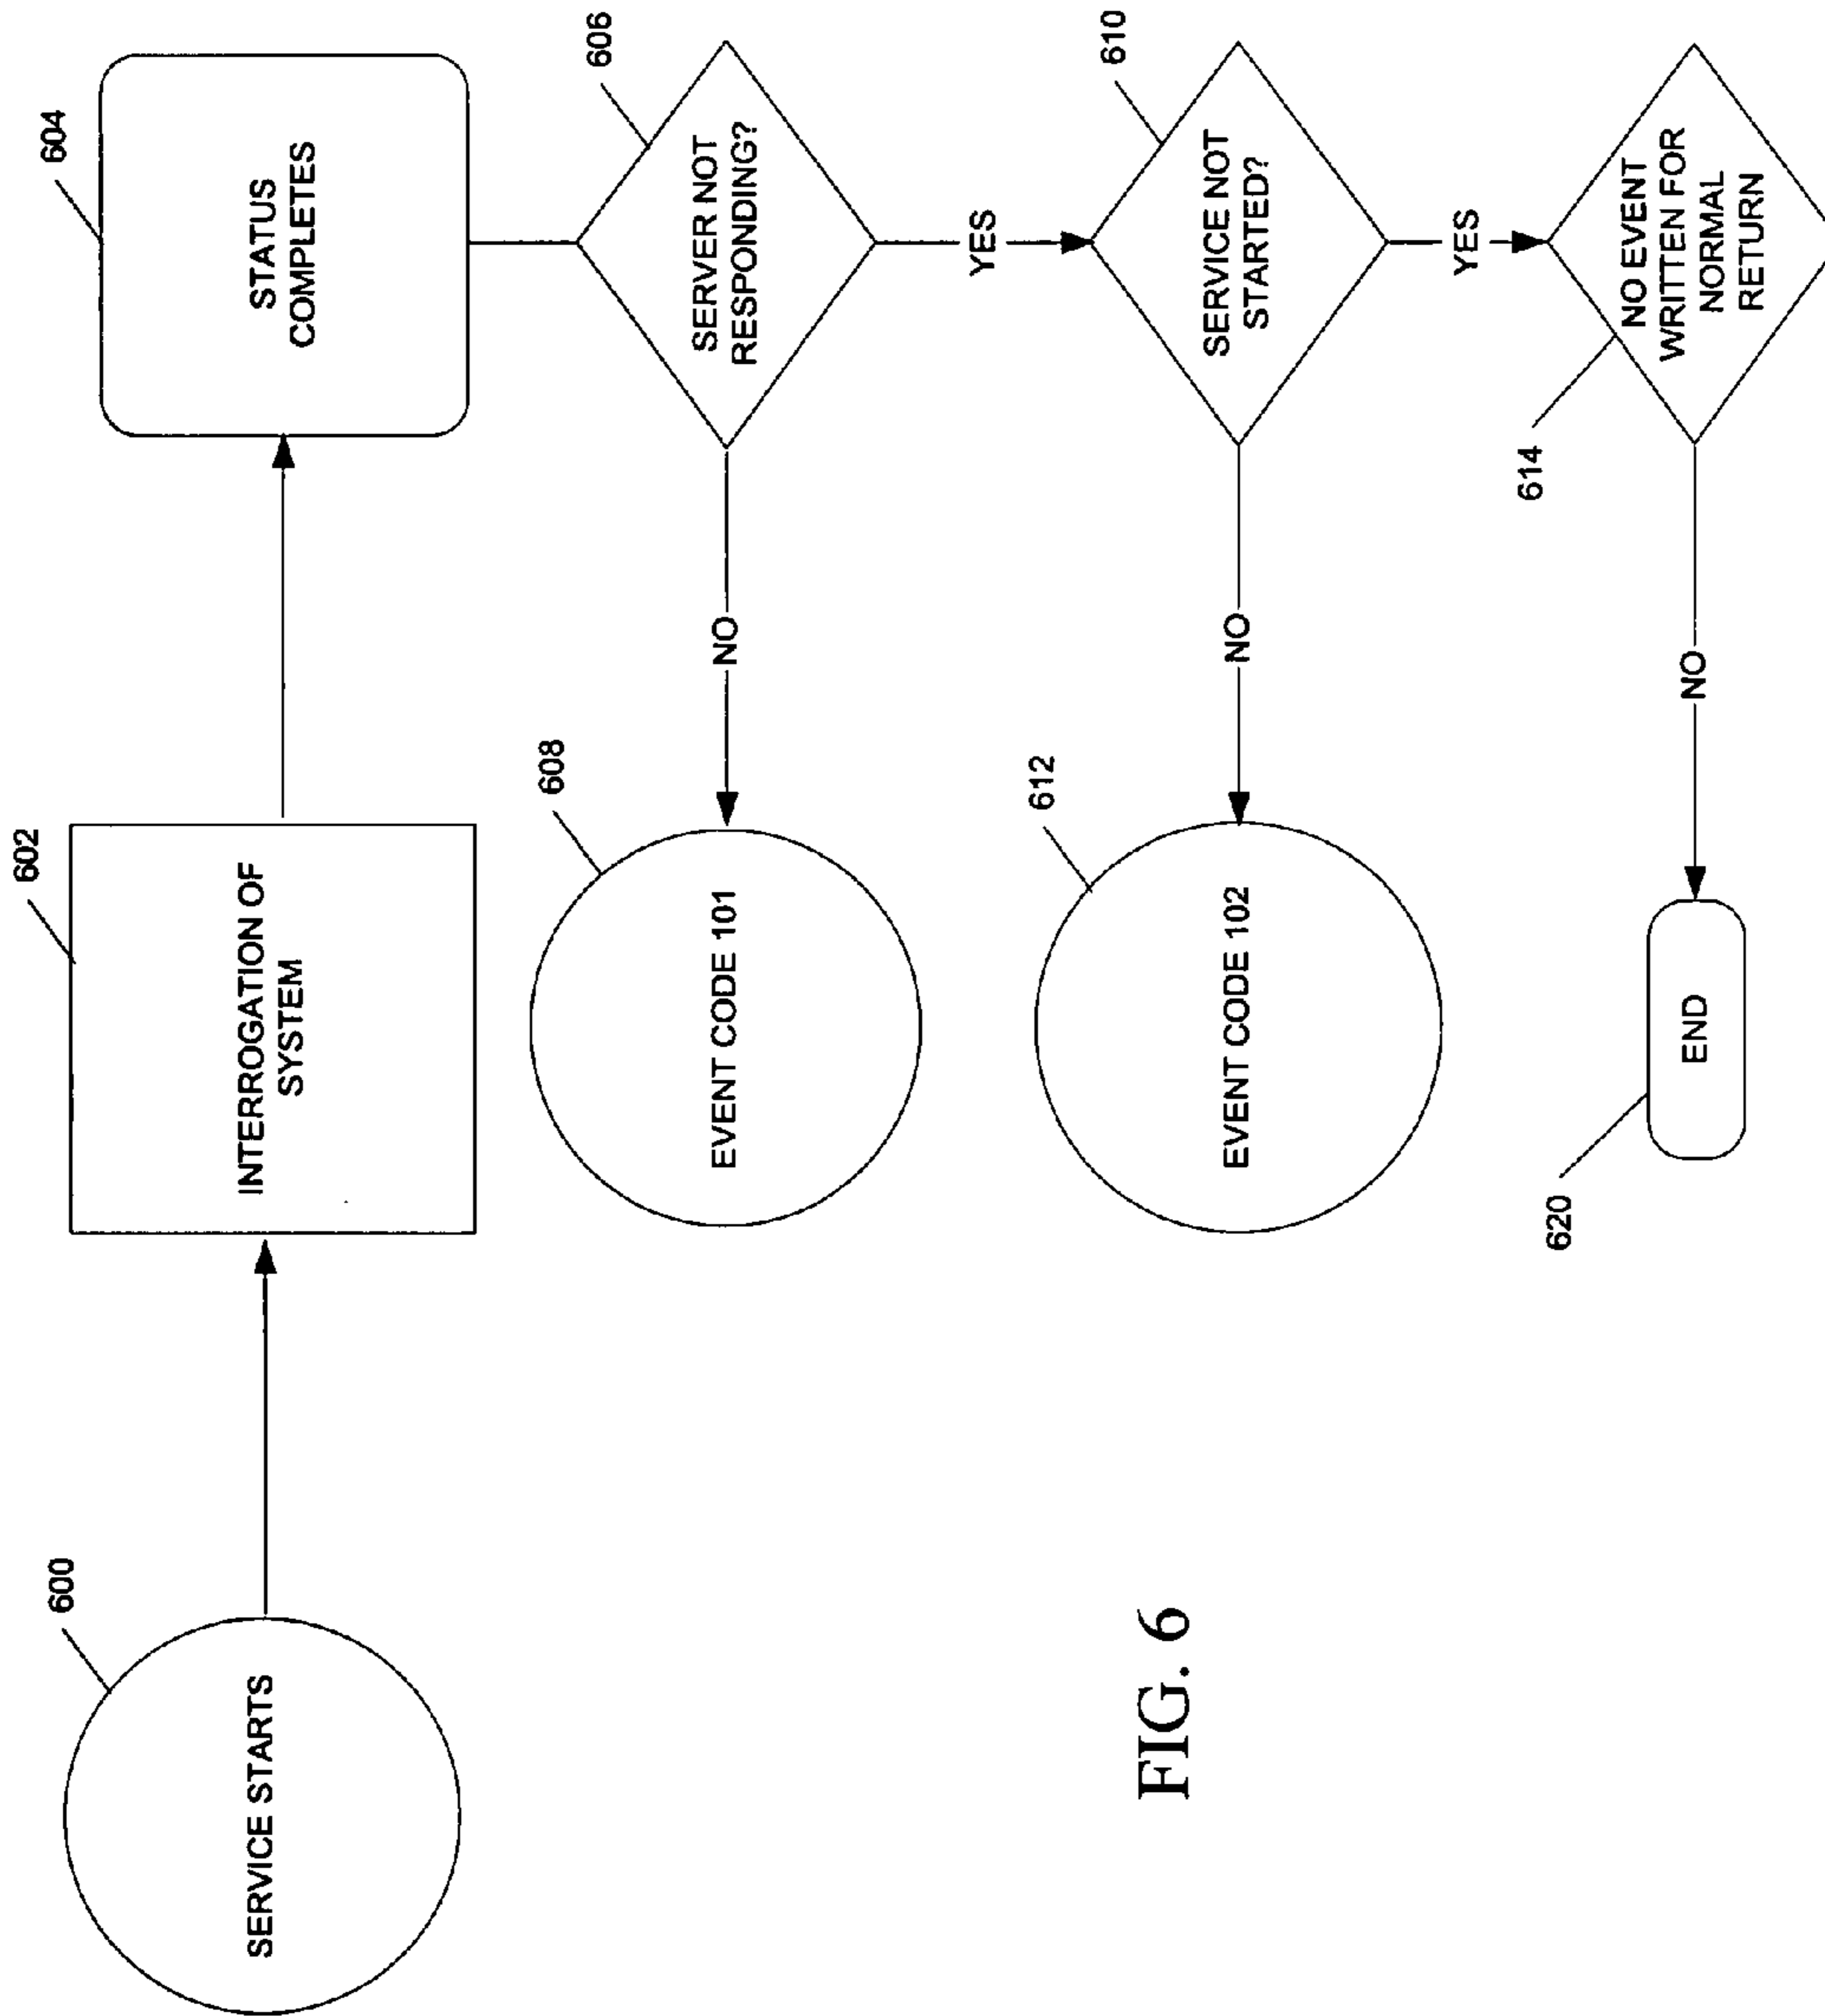 600
SERVICE STARTS
602
INTERROGATION OF
SYSTEM
604
STATUS
COMPLETES
606
SERVER NOT
RESPONDING?
NO
608
EVENT CODE 101
YES
610
SERVICE NOT
STARTED?
NO
612
EVENT CODE 102
YES
614
NO EVENT
WRITTEN FOR
NORMAL
RETURN
NO
620
END
FIG. 6